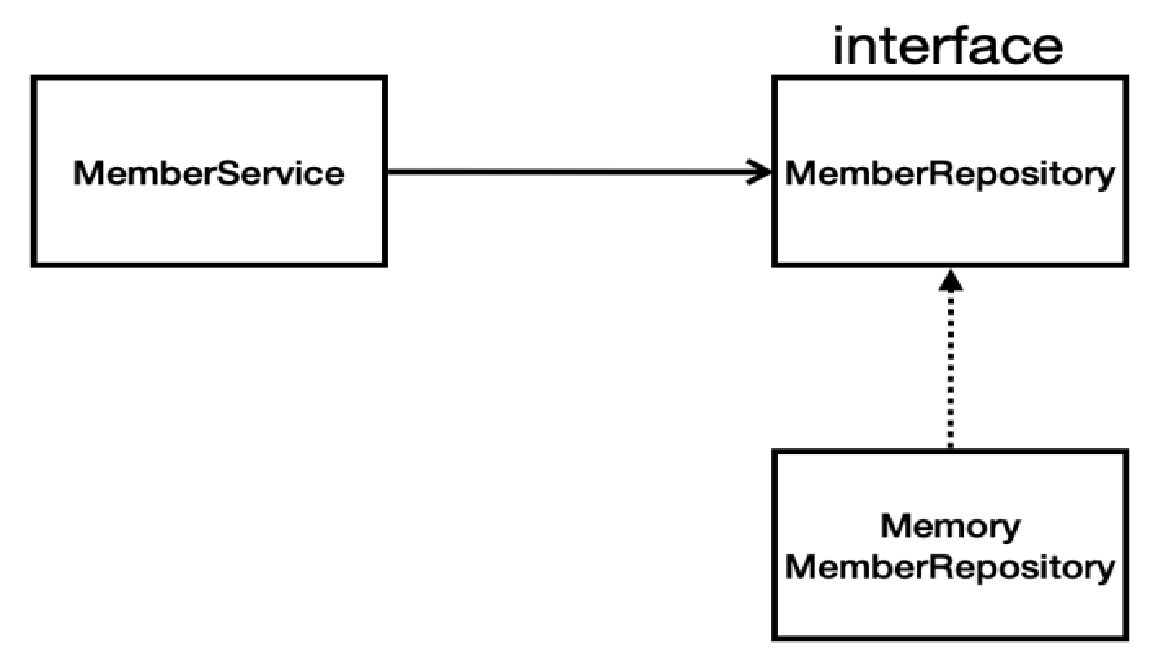 interface
MemberService
MemberRepository
Memory
MemberRepository